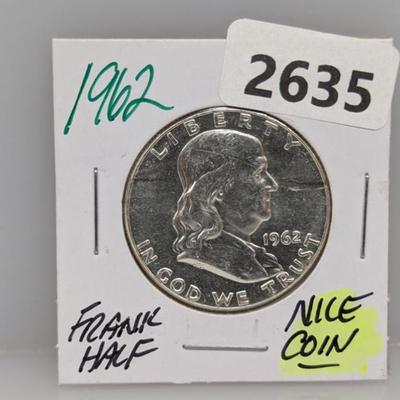 1962
2635
LIBERTY
1962
IN GOD WE TRUST
FRANK
HALF
NICE
COIN